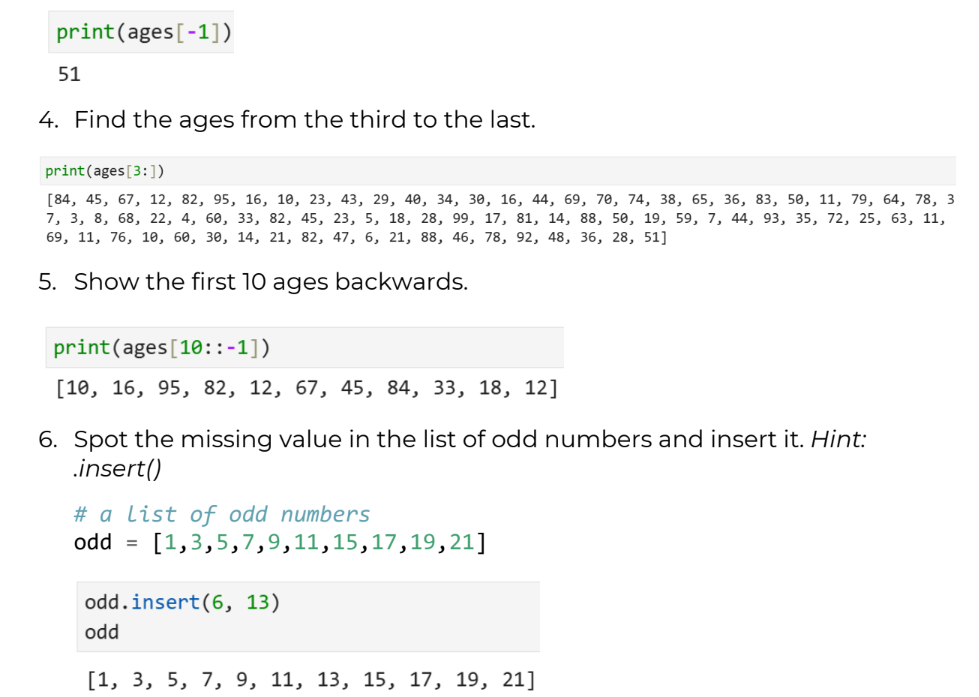 print(ages[-1])
51
4. Find the ages from the third to the last.
print(ages[3:])
[84, 45, 67, 12, 82, 95, 16, 10, 23, 43, 29, 40, 34, 30, 16, 44, 69, 70, 74, 38, 65, 36, 83, 50, 11, 79, 64, 78, 3
7, 3, 8, 68, 22, 4, 60, 33, 82, 45, 23, 5, 18, 28, 99, 17, 81, 14, 88, 50, 19, 59, 7, 44, 93, 35, 72, 25, 63, 11,
69, 11, 76, 10, 60, 30, 14, 21, 82, 47, 6, 21, 88, 46, 78, 92, 48, 36, 28, 51]
5. Show the first 10 ages backwards.
print(ages[10::-1])
[10, 16, 95, 82, 12, 67, 45, 84, 33, 18, 12]
6. Spot the missing value in the list of odd numbers and insert it. Hint:
.insert()
# a list of odd numbers
odd = [1,3,5,7,9,11,15,17,19,21]
odd.insert(6, 13)
odd
[1, 3, 5, 7, 9, 11, 13, 15, 17, 19, 21]